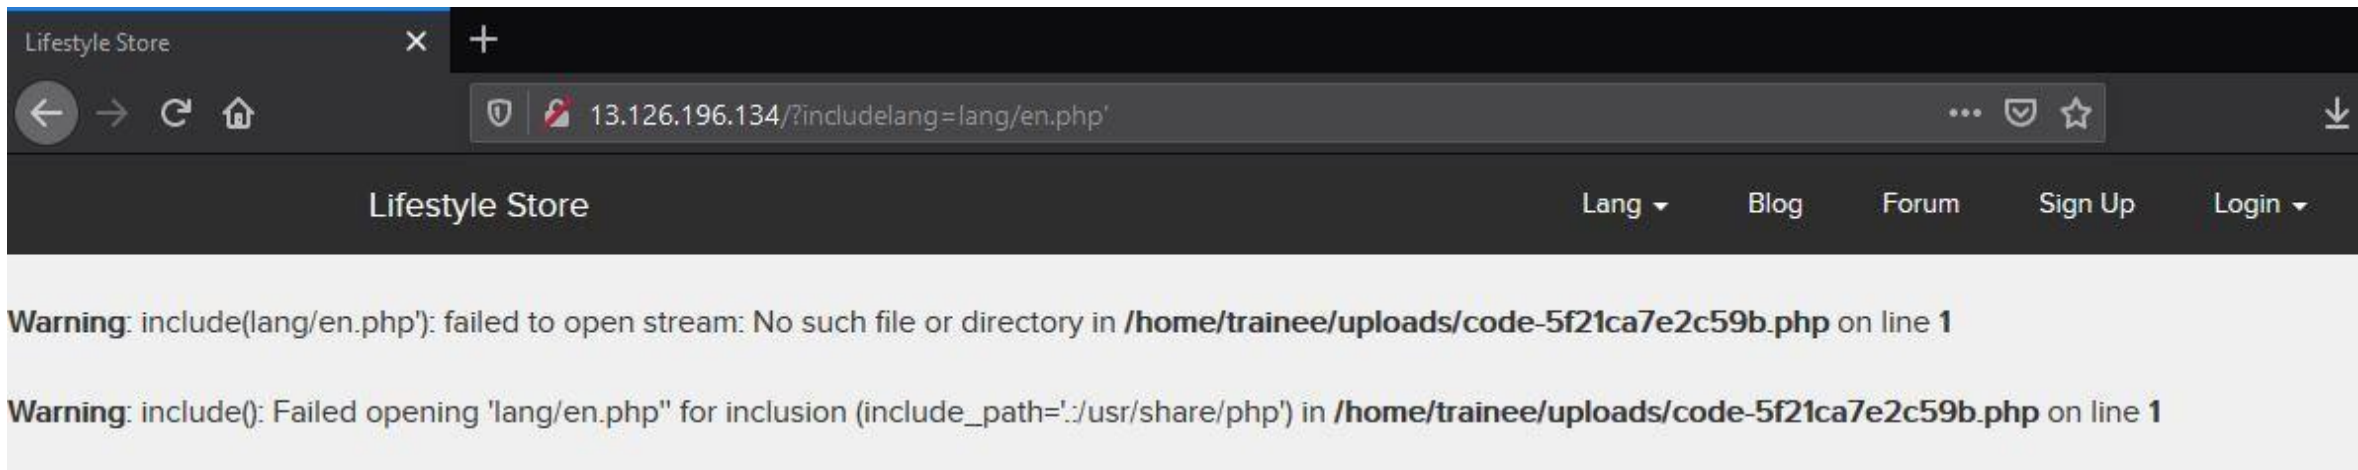 Lifestyle Store
13.126.196.134/?includelang=lang/en.php'
Lifestyle Store Lang Blog Forum Sign Up Login
Warning: include(lang/en.php'): failed to open stream: No such file or directory in /home/trainee/uploads/code-5f21ca7e2c59b.php on line 1
Warning: include(): Failed opening 'lang/en.php'' for inclusion (include_path='.:/usr/share/php') in /home/trainee/uploads/code-5f21ca7e2c59b.php on line 1